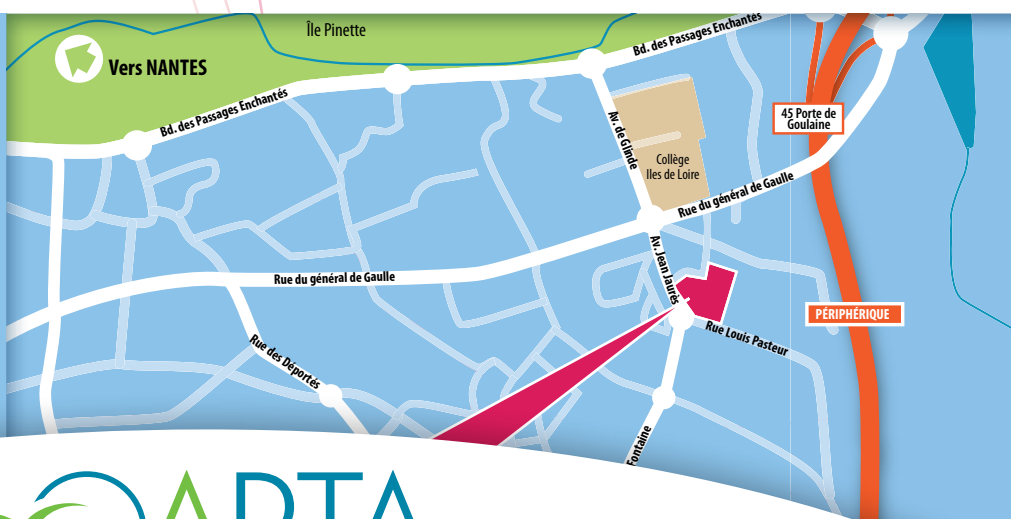 Île Pinette
Bd. des Passages Enchantés
Vers NANTES
Bd. des Passages Enchantés
45 Porte de
Goulaine
Av. de Glinde
Collège
Iles de Loire
Rue du général de Gaulle
Av. Jean Jaurès
Rue du général de Gaulle
PÉRIPHÉRIQUE
Rue Louis Pasteur
Rue des Déportés
Fontaine